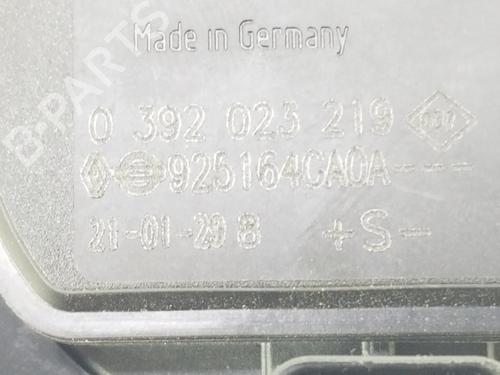 Made in Germany
0 392 023 219
925164CA0A---
21-01-20 8 +S-
B-PARTS